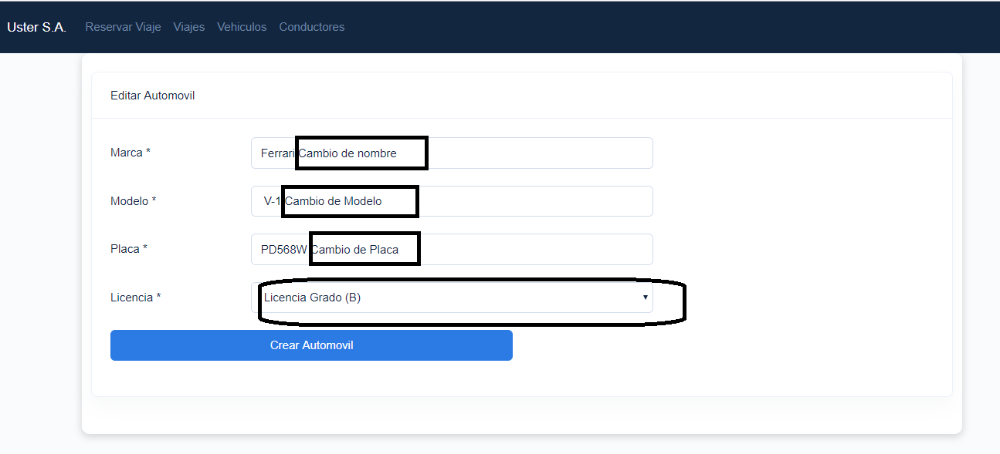 Uster S.A. Reservar Viaje Viajes Vehiculos Conductores
Editar Automovil
Marca * Ferrari Cambio de nombre
Modelo * V-1 Cambio de Modelo
Placa * PD568W Cambio de Placa
Licencia * Licencia Grado (B)
Crear Automovil